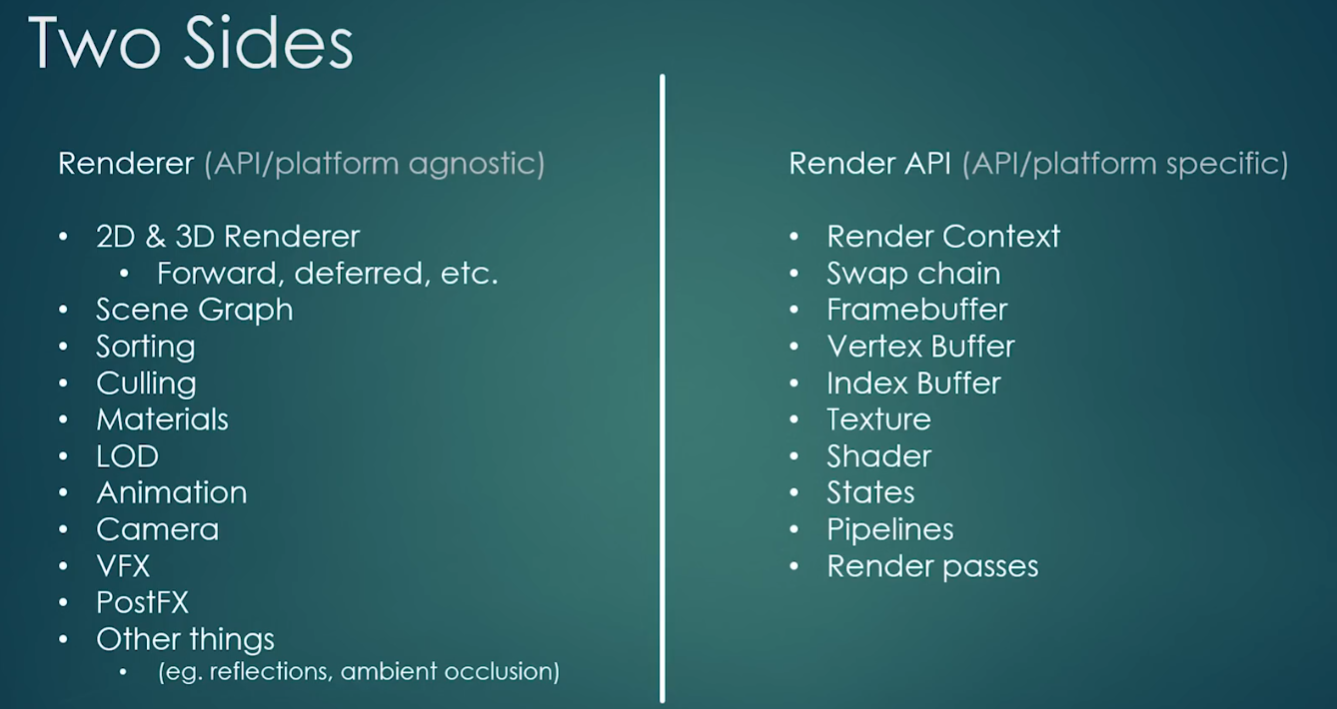 Two Sides
Renderer (API/platform agnostic)
• 2D & 3D Renderer
• Forward, deferred, etc.
• Scene Graph
• Sorting
• Culling
• Materials
• LOD
• Animation
• Camera
• VFX
• PostFX
• Other things
• (eg. reflections, ambient occlusion)
Render API (API/platform specific)
• Render Context
• Swap chain
• Framebuffer
• Vertex Buffer
• Index Buffer
• Texture
• Shader
• States
• Pipelines
• Render passes